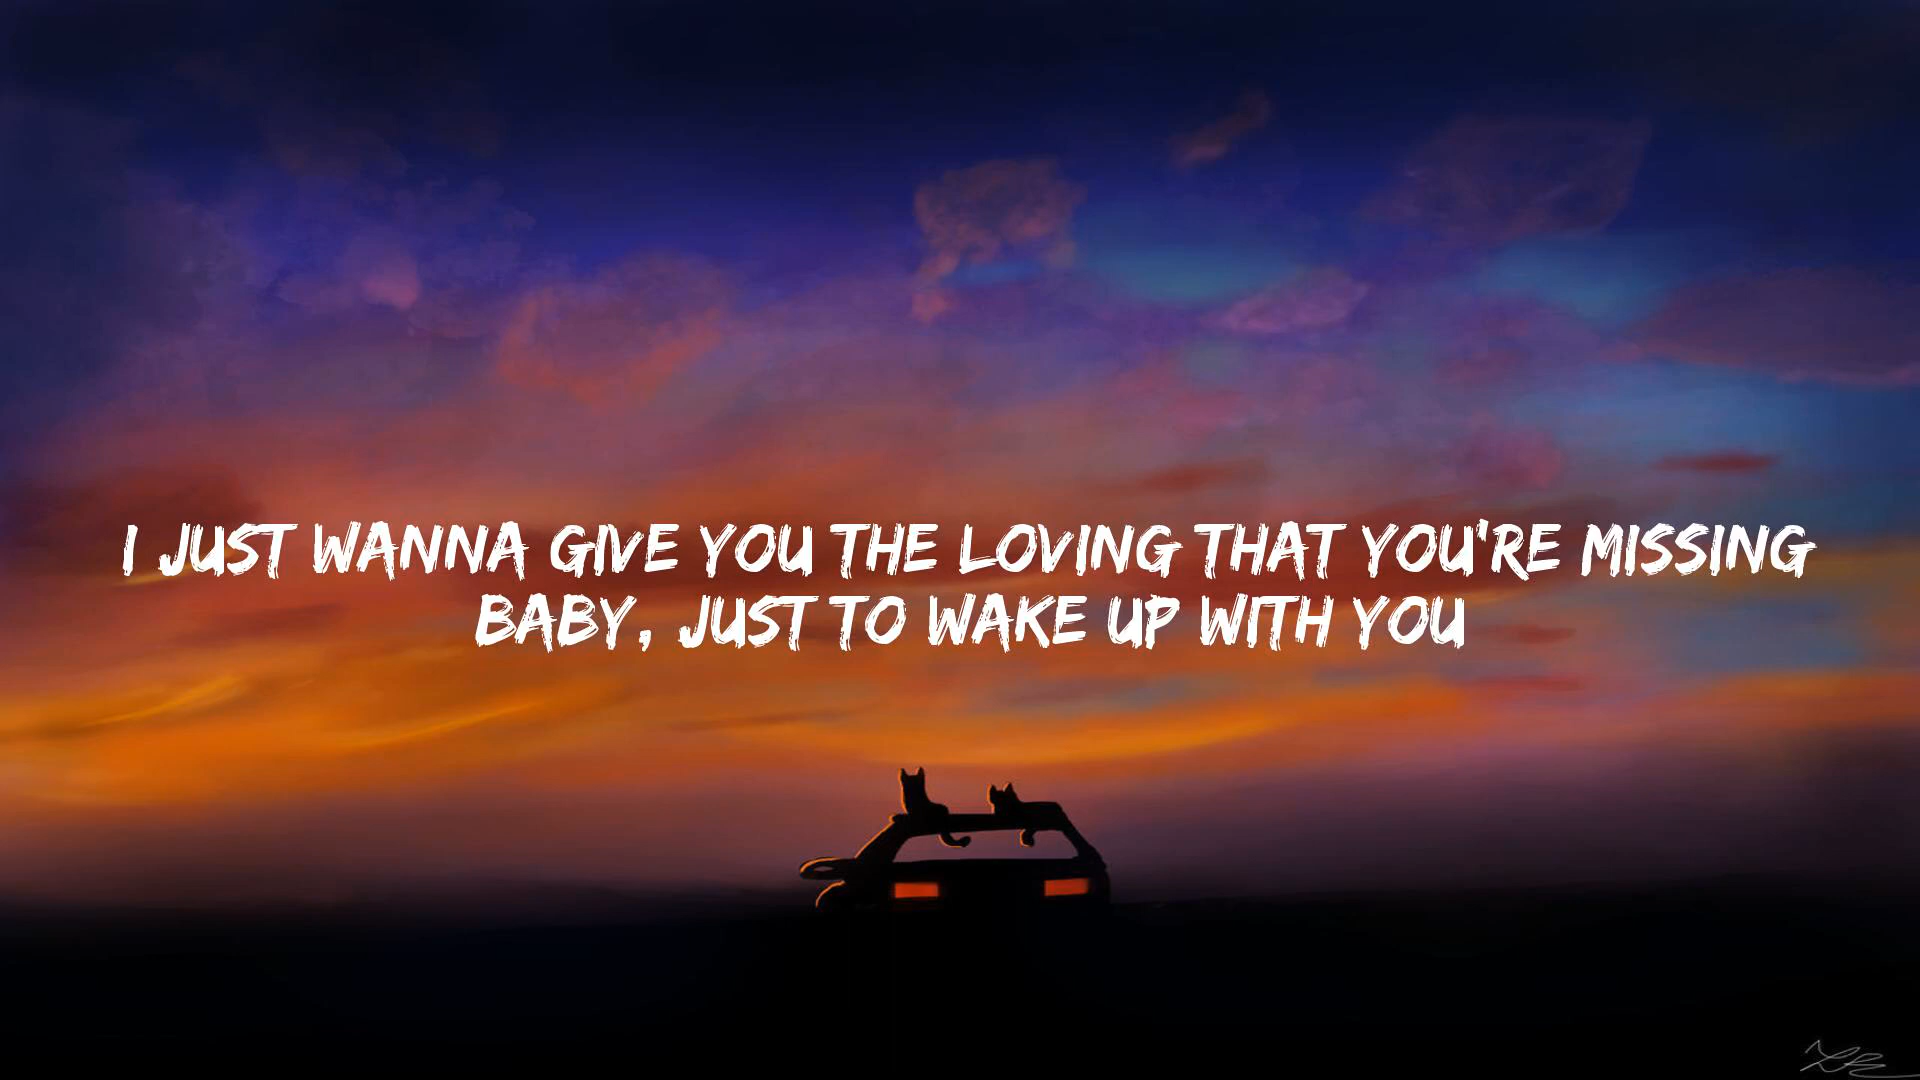 I JUST WANNA GIVE YOU THE LOVING THAT YOU'RE MISSING
BABY, JUST TO WAKE UP WITH YOU